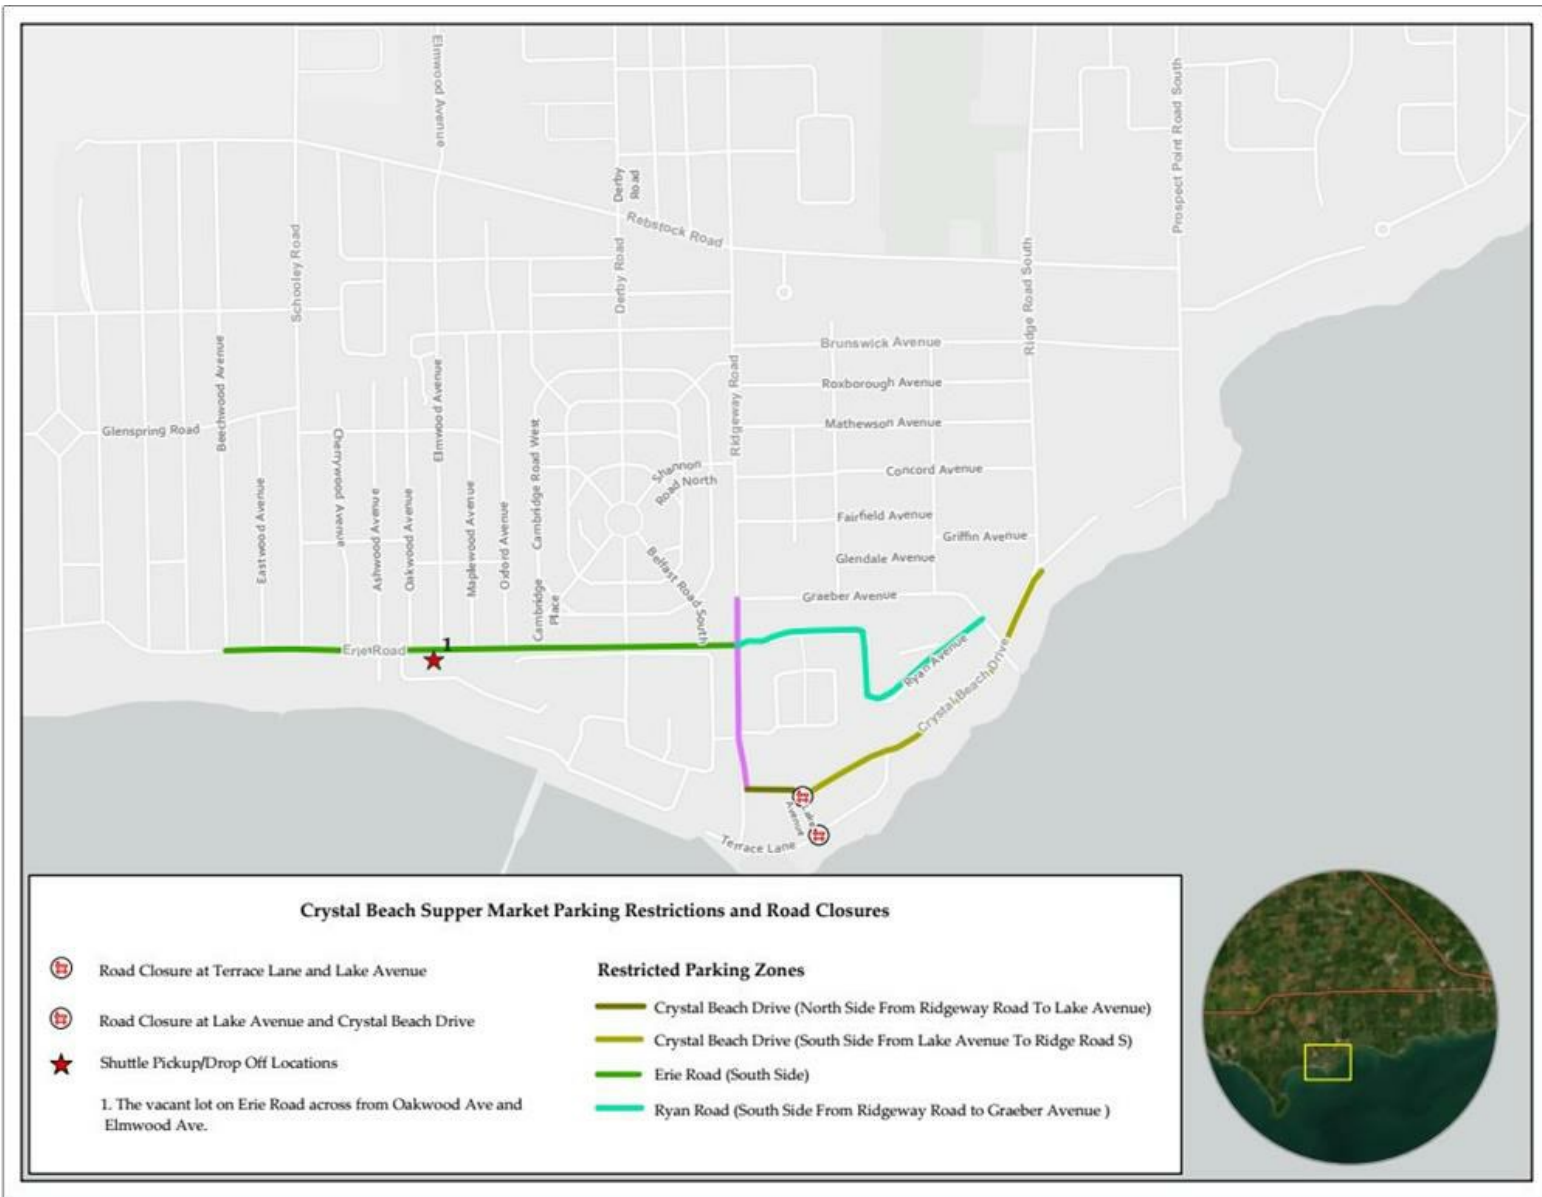 Elmwood Avenue
Prospect Point Road South
Derby
Road
Rebstock Road
Schooley Road
Derby Road
Ridge Road South
Beechwood Avenue
Brunswick Avenue
Ridgeway Road
Elmwood Avenue
Roxborough Avenue
Glenspring Road
Mathewson Avenue
Cherrywood Avenue
Cambridge Road West
Shannon
Road North
Concord Avenue
Eastwood Avenue
Ashwood Avenue
Oakwood Avenue
Maplewood Avenue
Oxford Avenue
Fairfield Avenue
Griffin Avenue
Belfast Road South
Glendale Avenue
Cambridge
Place
Graeber Avenue
Erie Road
1
Ryan Avenue
Crystal Beach Drive
Lake
Avenue
Terrace Lane
Crystal Beach Supper Market Parking Restrictions and Road Closures
Road Closure at Terrace Lane and Lake Avenue
Road Closure at Lake Avenue and Crystal Beach Drive
Shuttle Pickup/Drop Off Locations
1. The vacant lot on Erie Road across from Oakwood Ave and
Elmwood Ave.
Restricted Parking Zones
Crystal Beach Drive (North Side From Ridgeway Road To Lake Avenue)
Crystal Beach Drive (South Side From Lake Avenue To Ridge Road S)
Erie Road (South Side)
Ryan Road (South Side From Ridgeway Road to Graeber Avenue )